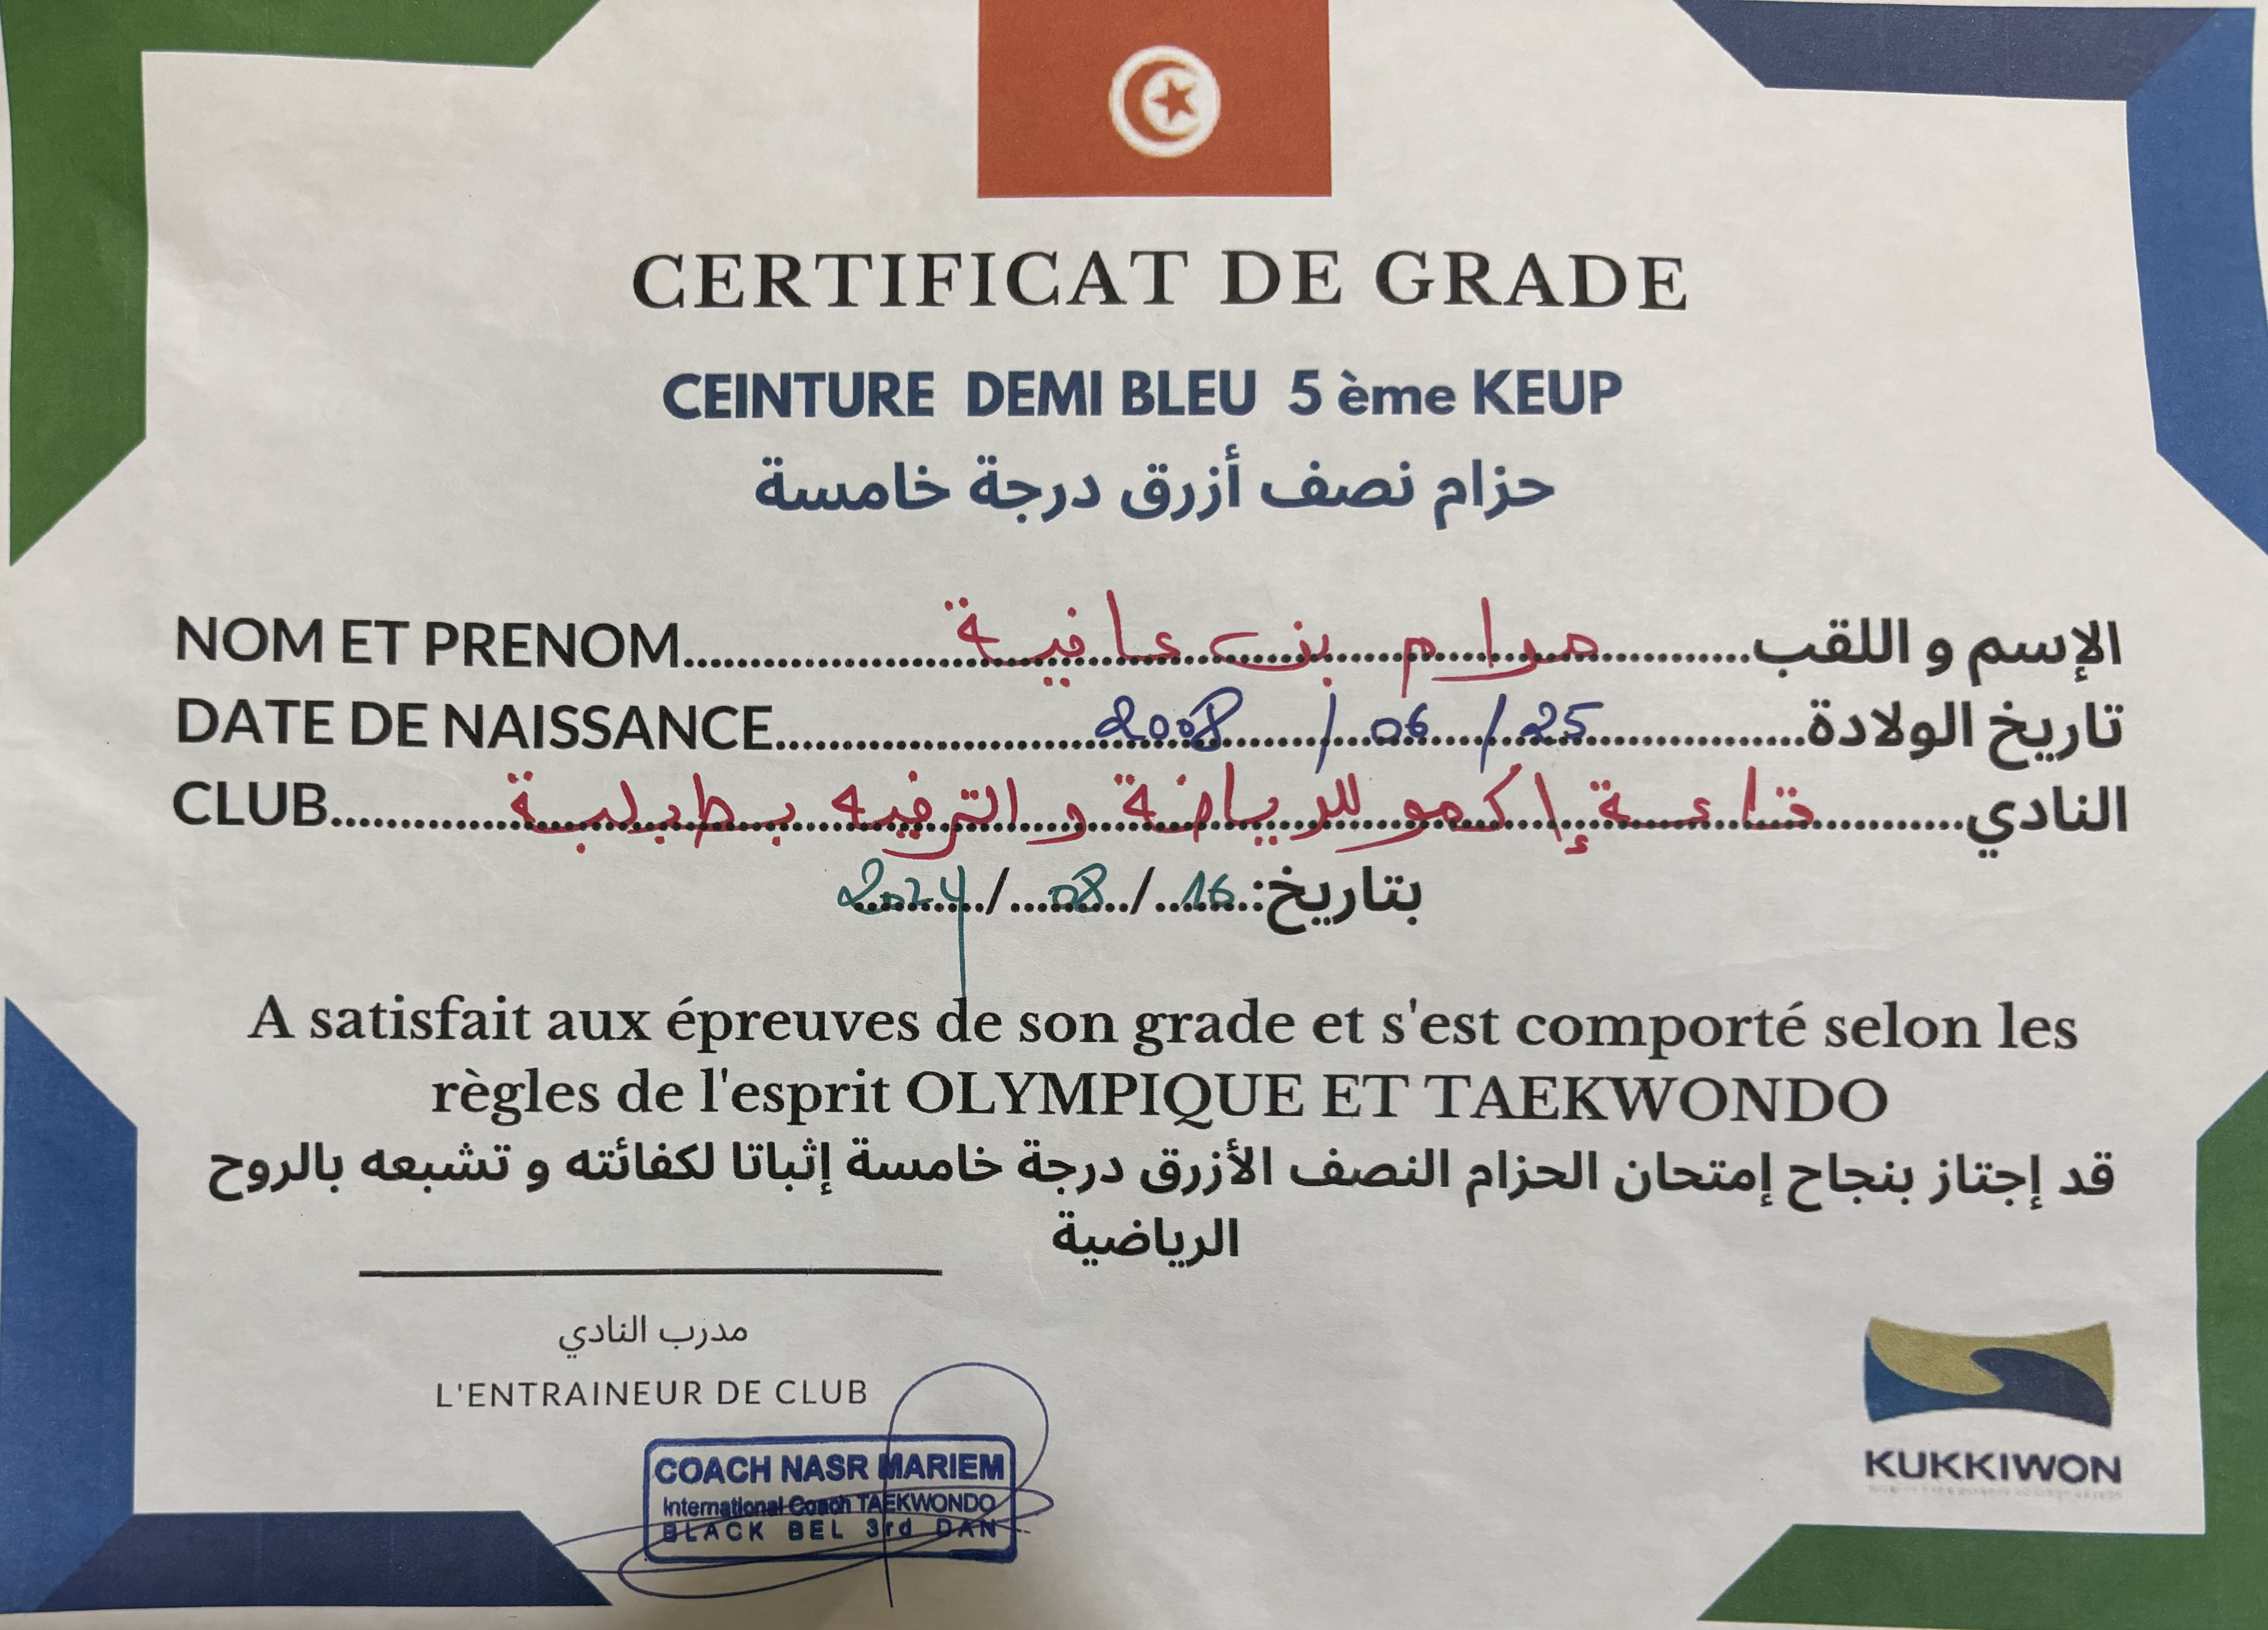 CERTIFICAT DE GRADE
CEINTURE DEMI BLEU 5 ème KEUP
حزام نصف أزرق درجة خامسة
NOM ET PRENOM.....مرام بن عافية.....الإسم و اللقب
DATE DE NAISSANCE.....25/06/2008.....تاريخ الولادة
CLUB.....قاعة إكمو للرياضة و الترفيه بطبلبة.....النادي
بتاريخ: 16/08/2024
A satisfait aux épreuves de son grade et s'est comporté selon les
règles de l'esprit OLYMPIQUE ET TAEKWONDO
قد إجتاز بنجاح إمتحان الحزام النصف الأزرق درجة خامسة إثباتا لكفائته و تشبعه بالروح
الرياضية
مدرب النادي
L'ENTRAINEUR DE CLUB
COACH NASR MARIEM
International Coach TAEKWONDO
BLACK BEL 3rd DAN
KUKKIWON